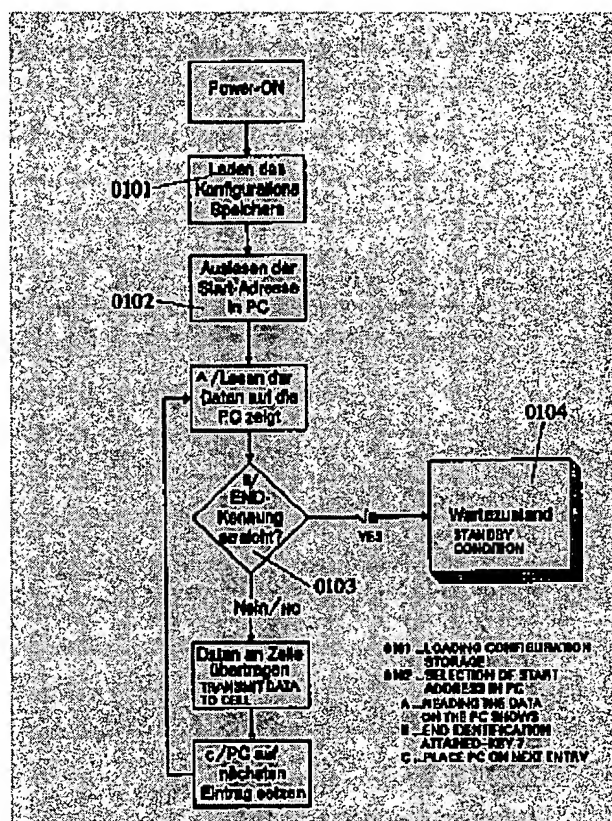 Power-ON
0101
Laden des
Konfigurations
Speichers
0102
Auslesen der
Start-Adresse
in PC
A/Lesen der
Daten auf die
PC zeigt
B/
END-
Kennung
erreicht?
0103
Ja
YES
0104
Wartezustand
STANDBY
CONDITION
Nein/NO
Daten an Zelle
übertragen
TRANSMIT DATA
TO CELL
C/PC auf
nächsten
Eintrag setzen
0101...LOADING CONFIGURATION
STORAGE
0102...SELECTION OF START
ADDRESS IN PC
A...READING THE DATA
ON THE PC SHOWS
B...END IDENTIFICATION
ATTAINED-KEY ?
C...PLACE PC ON NEXT ENTRY